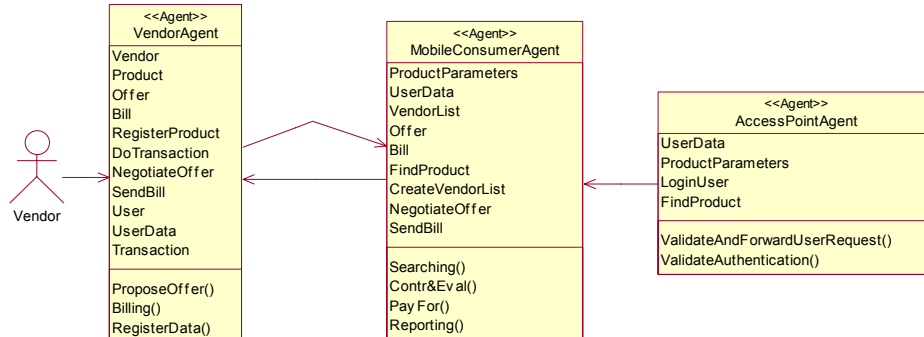 <<Agent>>
VendorAgent
Vendor
Product
Offer
Bill
RegisterProduct
DoTransaction
NegotiateOffer
SendBill
User
UserData
Transaction
ProposeOffer()
Billing()
RegisterData()
Vendor
<<Agent>>
MobileConsumerAgent
ProductParameters
UserData
VendorList
Offer
Bill
FindProduct
CreateVendorList
NegotiateOffer
SendBill
Searching()
Contr&Eval()
PayFor()
Reporting()
<<Agent>>
AccessPointAgent
UserData
ProductParameters
LoginUser
FindProduct
ValidateAndForwardUserRequest()
ValidateAuthentication()